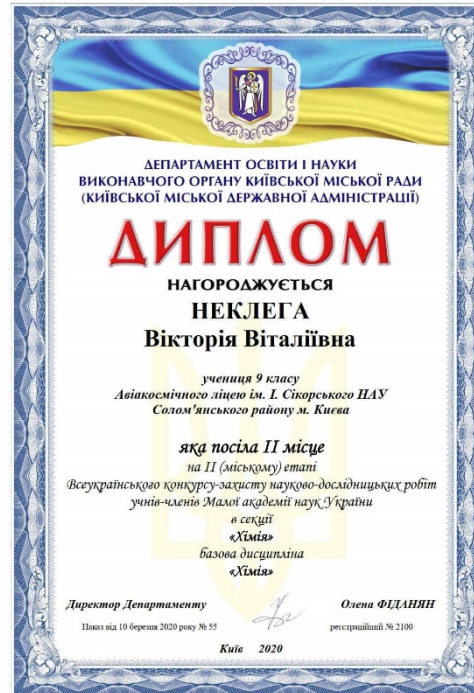 ДЕПАРТАМЕНТ ОСВІТИ І НАУКИ
ВИКОНАВЧОГО ОРГАНУ КИЇВСЬКОЇ МІСЬКОЇ РАДИ
(КИЇВСЬКОЇ МІСЬКОЇ ДЕРЖАВНОЇ АДМІНІСТРАЦІЇ)
ДИПЛОМ
НАГОРОДЖУЄТЬСЯ
НЕКЛЕГА
Вікторія Віталіївна
учениця 9 класу
Авіакосмічного ліцею ім. І. Сікорського НАУ
Солом'янського району м. Києва
яка посіла ІІ місце
на ІІ (міському) етапі
Всеукраїнського конкурсу-захисту науково-дослідницьких робіт
учнів-членів Малої академії наук України
в секції
«Хімія»
базова дисципліна
«Хімія»
Директор Департаменту Олена ФІДАНЯН
Наказ від 10 березня 2020 року № 55 реєстраційний № 2100
Київ 2020